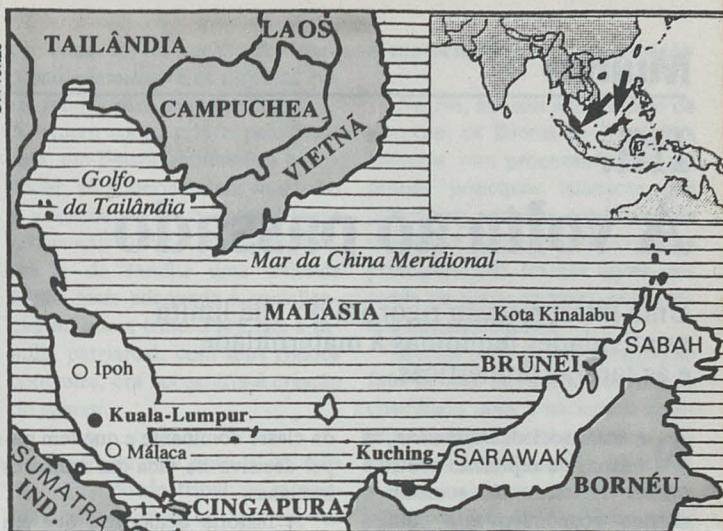 TAILÂNDIA
LAOS
CAMPUCHEA
VIETNÃ
Golfo
da Tailândia
Mar da China Meridional
MALÁSIA
Kota Kinalabu
SABAH
BRUNEI
Ipoh
Kuala-Lumpur
Málaca
Kuching
SARAWAK
BORNÉU
SUMATRA
IND.
CINGAPURA